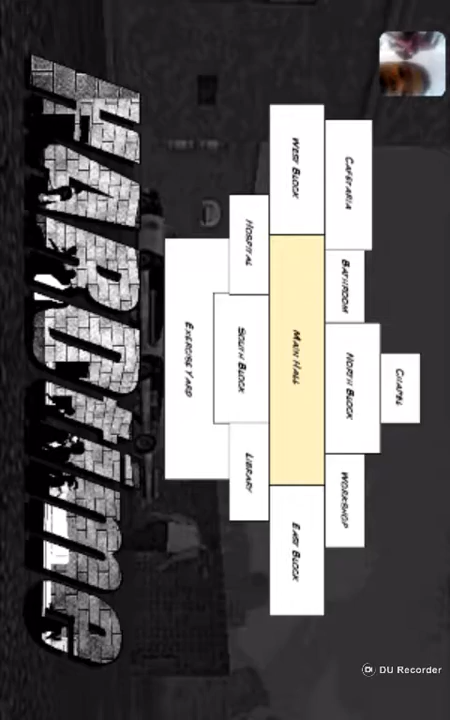 HARDTIME
CHAPEL
CAFETARIA
BATHROOM
NORTH BLOCK
WORKSHOP
WEST BLOCK
MAIN HALL
EAST BLOCK
HOSPITAL
SOUTH BLOCK
LIBRARY
EXERCISE YARD
DU Recorder